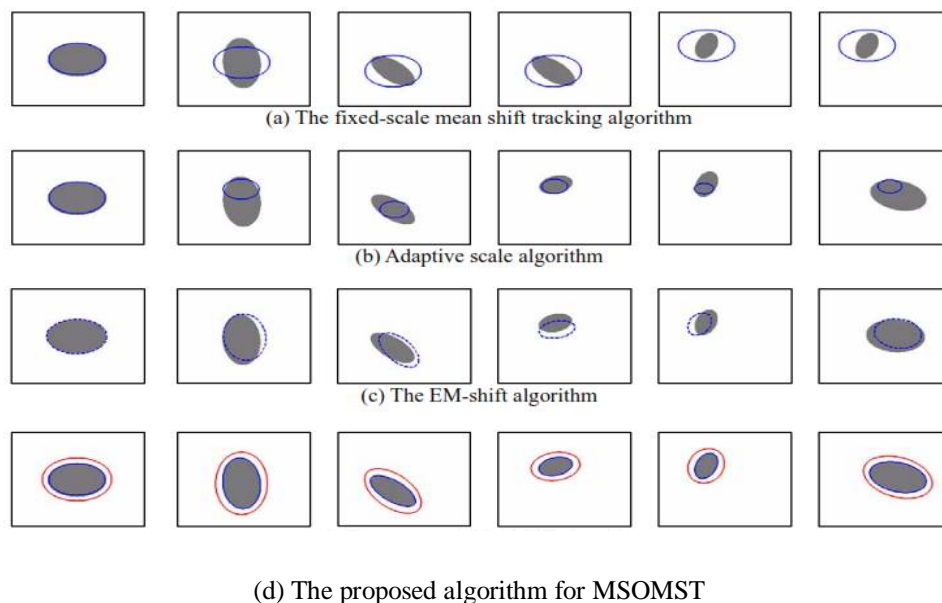 (a) The fixed-scale mean shift tracking algorithm
(b) Adaptive scale algorithm
(c) The EM-shift algorithm
(d) The proposed algorithm for MSOMST